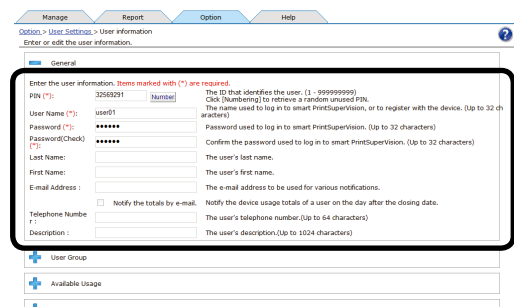 Manage Report Option Help
Option > User Settings > User information
Enter or edit the user information.
General
Enter the user information. Items marked with (*) are required.
PIN (*): 32569291 Number The ID that identifies the user. (1 - 999999999)
Click [Numbering] to retrieve a random unused PIN.
User Name (*): user01 The name used to log in to smart PrintSuperVision, or to register with the device. (Up to 32 ch
aracters)
Password (*): •••••• Password used to log in to smart PrintSuperVision. (Up to 32 characters)
Password(Check)
(*): •••••• Confirm the password used to log in to smart PrintSuperVision. (Up to 32 characters)
Last Name: The user's last name.
First Name: The user's first name.
E-mail Address : The e-mail address to be used for various notifications.
Notify the totals by e-mail. Notify the device usage totals of a user on the day after the closing date.
Telephone Numbe
r : The user's telephone number.(Up to 64 characters)
Description : The user's description.(Up to 1024 characters)
User Group
Available Usage